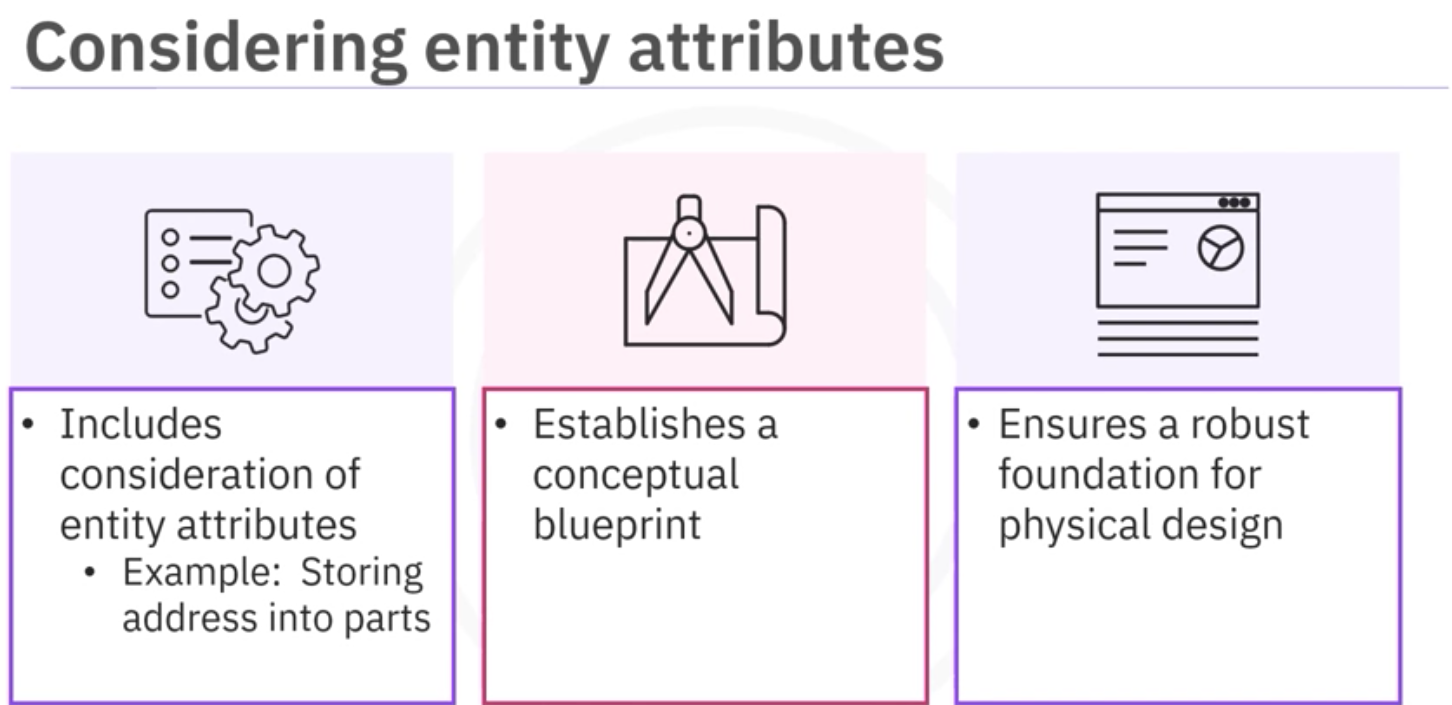 Considering entity attributes
• Includes
consideration of
entity attributes
• Example: Storing
address into parts
• Establishes a
conceptual
blueprint
• Ensures a robust
foundation for
physical design